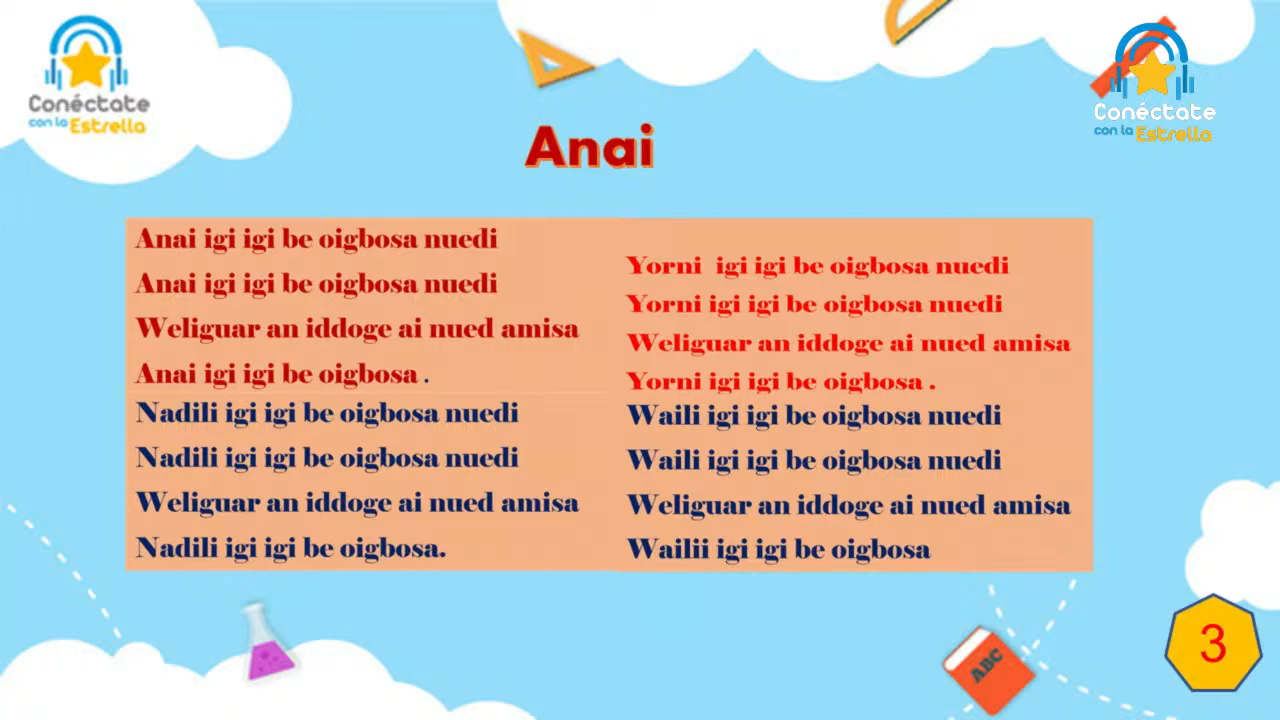 Conéctate
con la Estrella
Conéctate
con la Estrella
Anai
Anai igi igi be oigbosa nuedi
Anai igi igi be oigbosa nuedi
Weliguar an iddoge ai nued amisa
Anai igi igi be oigbosa .
Yorni  igi igi be oigbosa nuedi
Yorni igi igi be oigbosa nuedi
Weliguar an iddoge ai nued amisa
Yorni igi igi be oigbosa .
Nadili igi igi be oigbosa nuedi
Nadili igi igi be oigbosa nuedi
Weliguar an iddoge ai nued amisa
Nadili igi igi be oigbosa.
Waili igi igi be oigbosa nuedi
Waili igi igi be oigbosa nuedi
Weliguar an iddoge ai nued amisa
Wailii igi igi be oigbosa
ABC
3